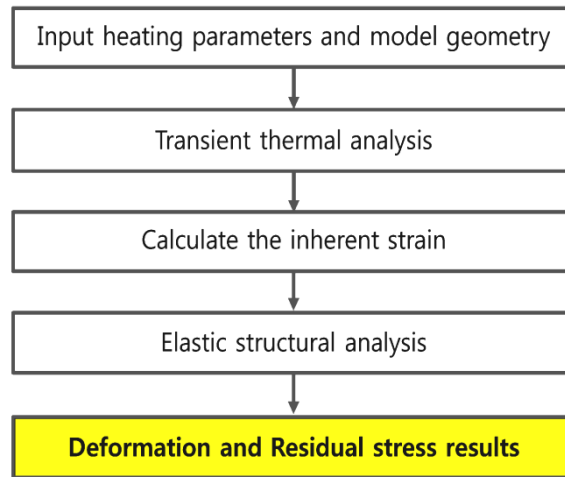 Input heating parameters and model geometry
Transient thermal analysis
Calculate the inherent strain
Elastic structural analysis
Deformation and Residual stress results